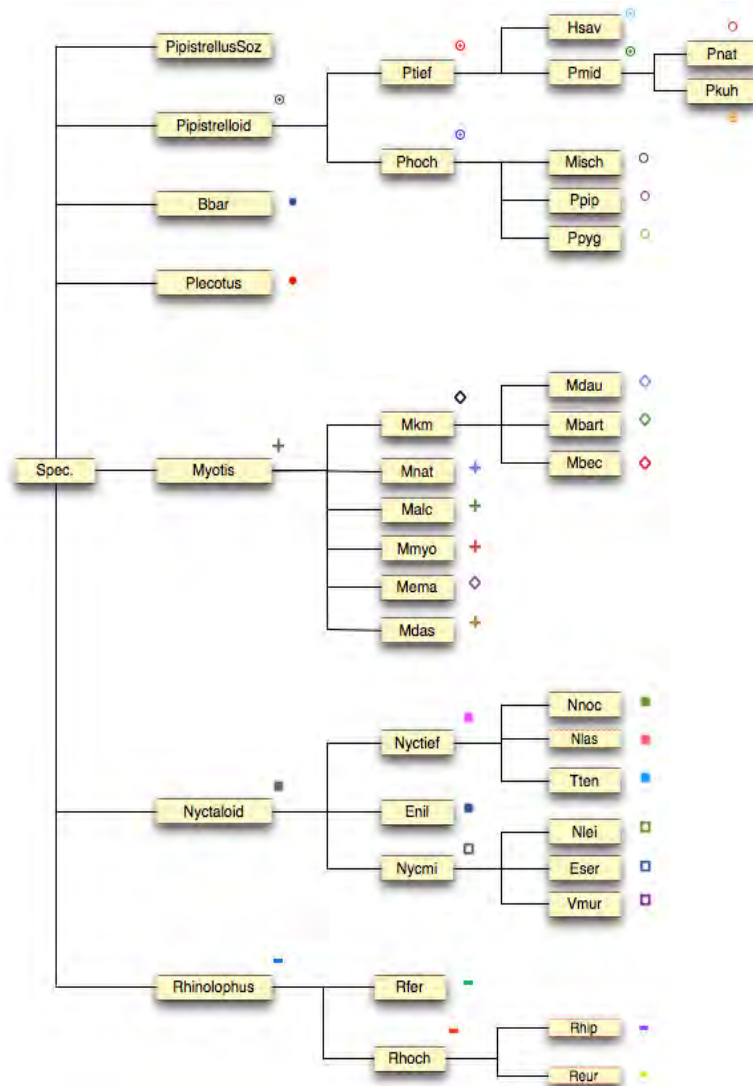 Hsav
PipistellusSoz
Pnat
Ptief
Pmid
Pkuh
Pipistrelloid
Phoch
Misch
Bbar
Ppip
Ppyg
Plecotus
Mdau
Mkm
Mbart
Mbec
Spec.
Myotis
Mnat
Malc
Mmyo
Mema
Mdas
Nnoc
Nyctief
Nlas
Tten
Nyctaloid
Enil
Nlei
Nycmi
Eser
Vmur
Rhinolophus
Rfer
Rhip
Rhoch
Reur